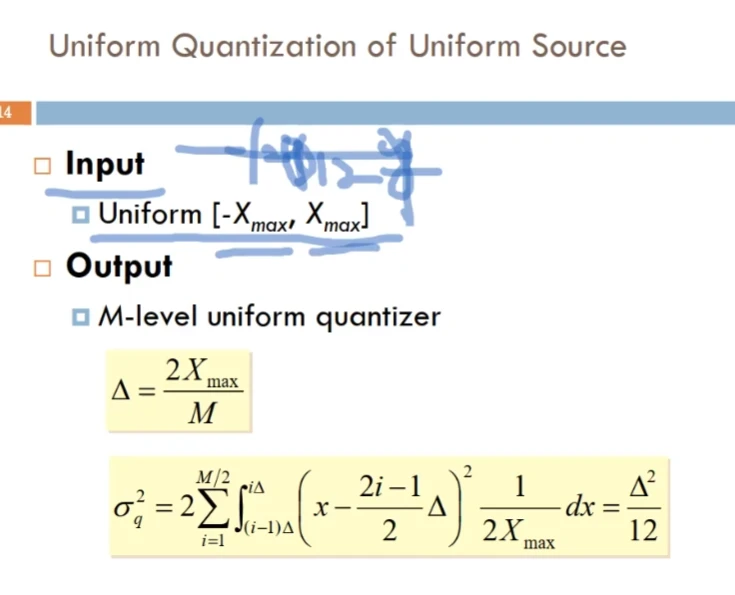 Uniform Quantization of Uniform Source
14
Input
Uniform [-X_max, X_max]
Output
M-level uniform quantizer
Δ = 2X_max / M
σ_q^2 = 2 ∑_{i=1}^{M/2} ∫_{(i-1)Δ}^{iΔ} (x - (2i-1)/2 Δ)^2 1/(2X_max) dx = Δ^2/12